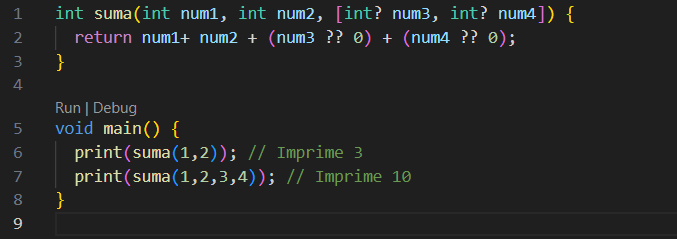 1 int suma(int num1, int num2, [int? num3, int? num4]) {
2 return num1+ num2 + (num3 ?? 0) + (num4 ?? 0);
3 }
4
Run | Debug
5 void main() {
6 print(suma(1,2)); // Imprime 3
7 print(suma(1,2,3,4)); // Imprime 10
8 }
9